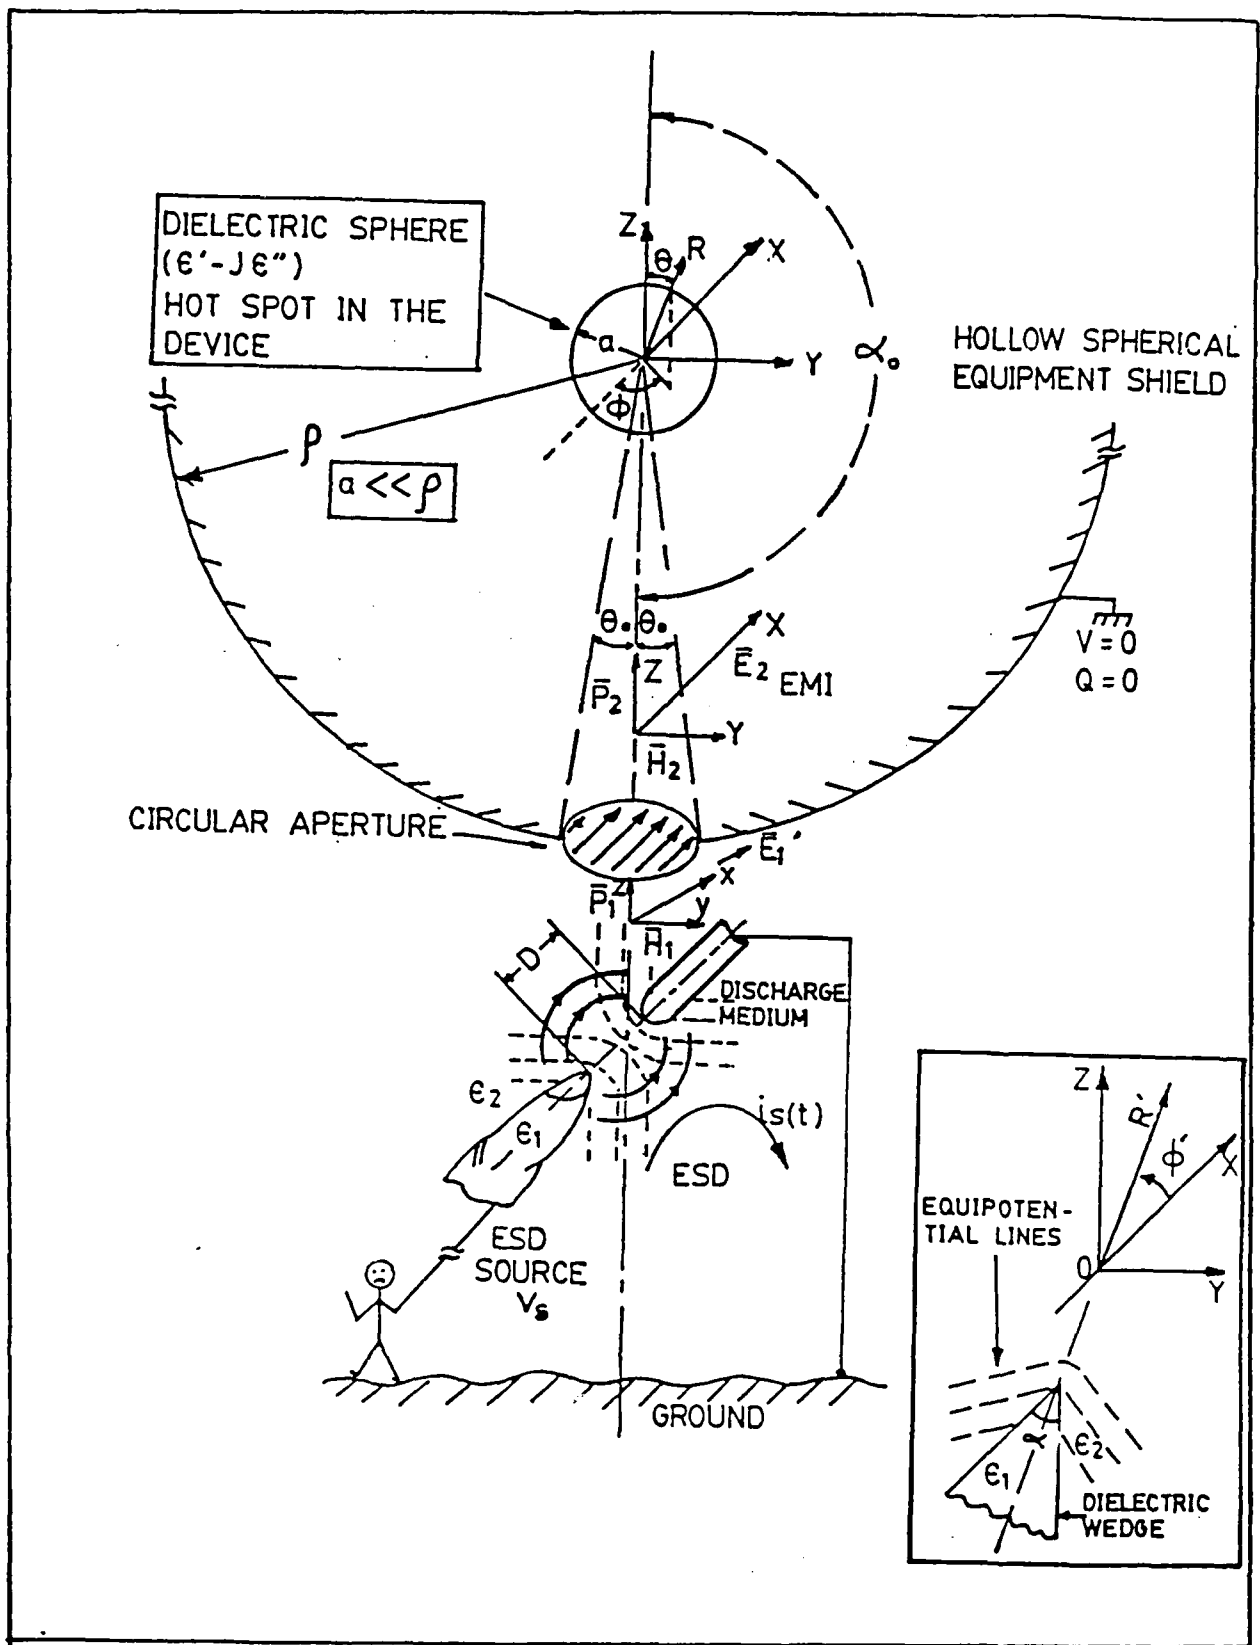 DIELECTRIC SPHERE
(ε′-Jε″)
HOT SPOT IN THE
DEVICE
Z
θ
R
X
a
Y
ϕ
α₀
HOLLOW SPHERICAL
EQUIPMENT SHIELD
ρ
a<<ρ
θ₀ θ₀
X
Z
E̅₂ EMI
P̅₂
Y
H̅₂
V=0
Q=0
CIRCULAR APERTURE
E̅₁′
P̅₁
Z
x
y
H̅₁
D
DISCHARGE
MEDIUM
ε₂
ε₁
is(t)
ESD
ESD
SOURCE
Vs
GROUND
Z
R′
ϕ′
X
EQUIPOTEN-
TIAL LINES
O
Y
α
ε₂
ε₁
DIELECTRIC
WEDGE